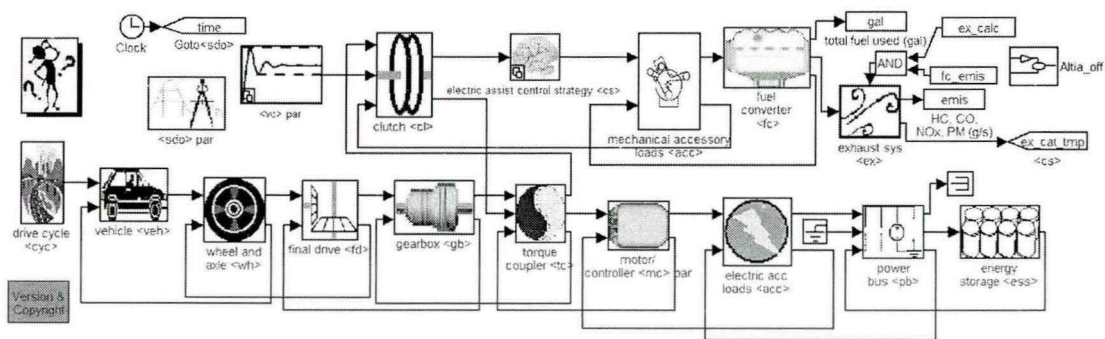 time
Clock
Goto<sdo>
<vc> par
<sdo> par
clutch <cl>
electric assist control strategy <cs>
mechanical accessory
loads <acc>
fuel
converter
<fc>
gal
total fuel used (gal)
ex_calc
AND
fc_emis
emis
HC, CO,
NOx, PM (g/s)
exhaust sys
<ex>
ex_cat_tmp
<cs>
Altia_off
drive cycle
<cyc>
vehicle <veh>
wheel and
axle <wh>
final drive <fd>
gearbox <gb>
torque
coupler <tc>
motor/
controller <mc> par
electric acc
loads <acc>
power
bus <pb>
energy
storage <ess>
Version &
Copyright